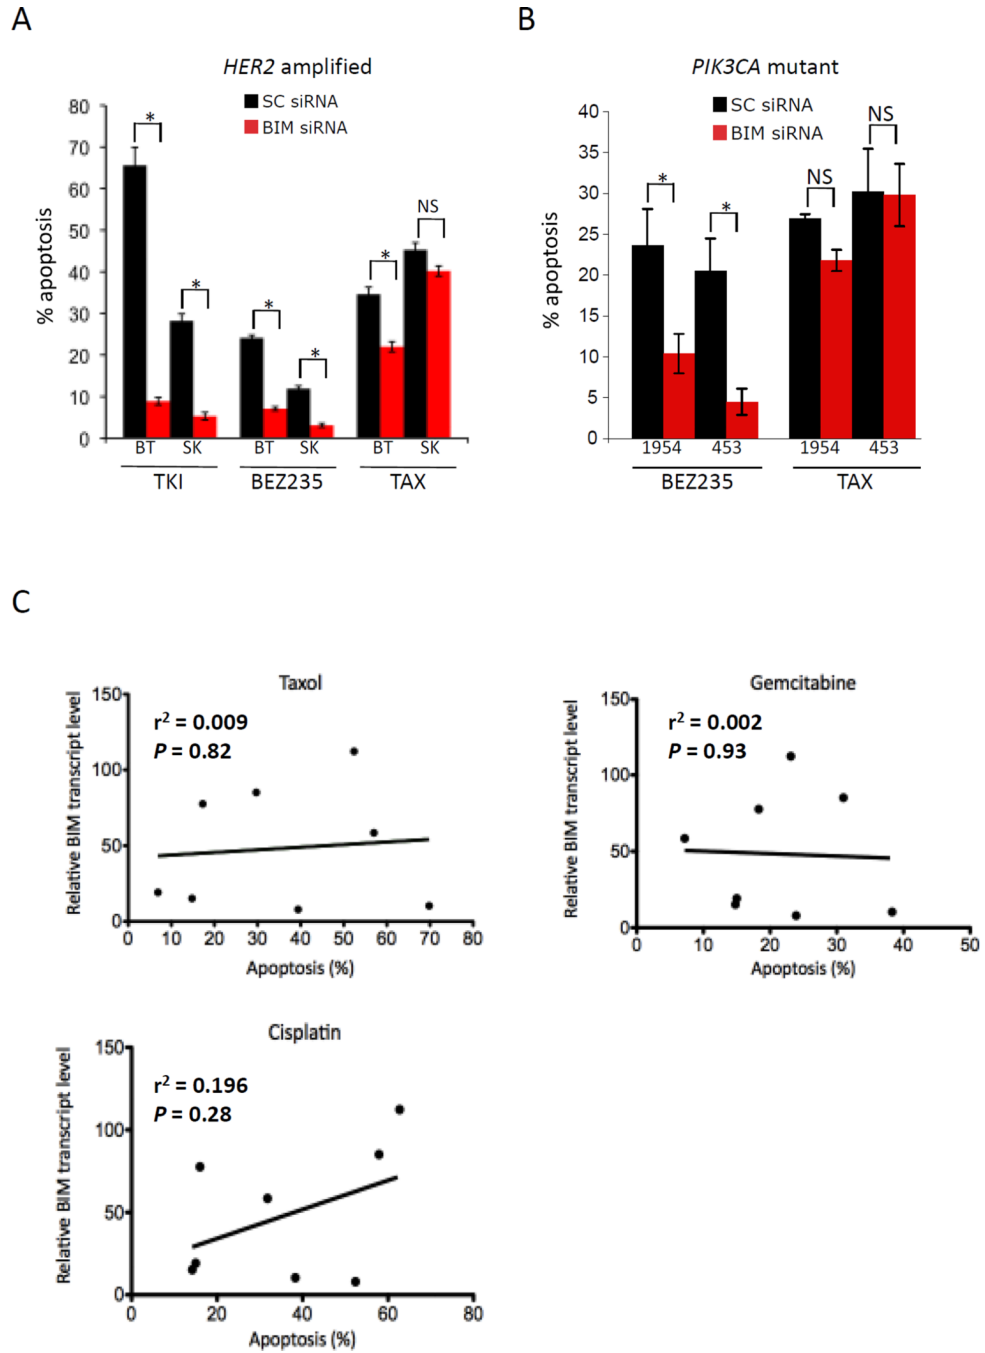 A
HER2 amplified
SC siRNA
BIM siRNA
% apoptosis
80
70
60
50
40
30
20
10
0
*
*
*
*
*
NS
BT SK BT SK BT SK
TKI BEZ235 TAX
B
PIK3CA mutant
SC siRNA
BIM siRNA
% apoptosis
40
35
30
25
20
15
10
5
0
*
*
NS
NS
1954 453 1954 453
BEZ235 TAX
C
Taxol
r2 = 0.009
P = 0.82
Relative BIM transcript level
150
100
50
0
0 10 20 30 40 50 60 70 80
Apoptosis (%)
Gemcitabine
r2 = 0.002
P = 0.93
Relative BIM transcript level
150
100
50
0
0 10 20 30 40 50
Apoptosis (%)
Cisplatin
r2 = 0.196
P = 0.28
Relative BIM transcript level
150
100
50
0
0 20 40 60 80
Apoptosis (%)